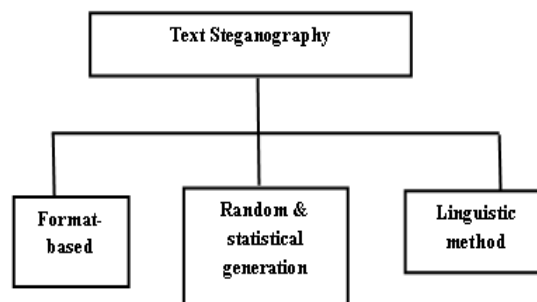 Text Steganography
Format-
based
Random &
statistical
generation
Linguistic
method